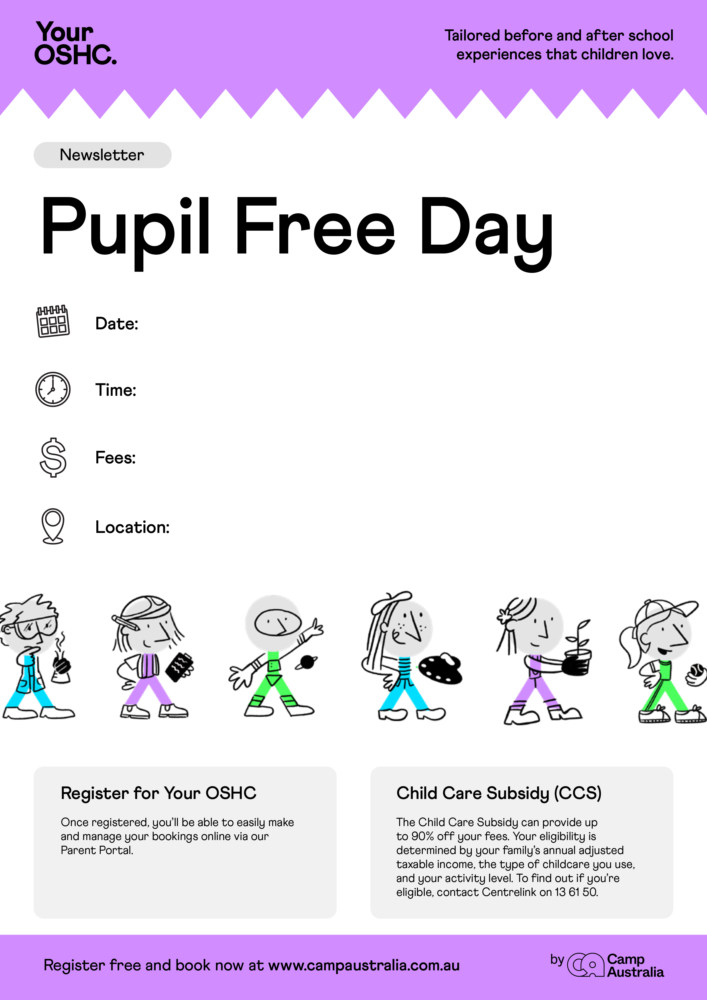 Your
OSHC.
Tailored before and after school
experiences that children love.
Newsletter
Pupil Free Day
Date:
Time:
Fees:
Location:
Register for Your OSHC
Once registered, you’ll be able to easily make
and manage your bookings online via our
Parent Portal.
Child Care Subsidy (CCS)
The Child Care Subsidy can provide up
to 90% off your fees. Your eligibility is
determined by your family’s annual adjusted
taxable income, the type of childcare you use,
and your activity level. To find out if you’re
eligible, contact Centrelink on 13 61 50.
Register free and book now at www.campaustralia.com.au
by ca Camp
Australia